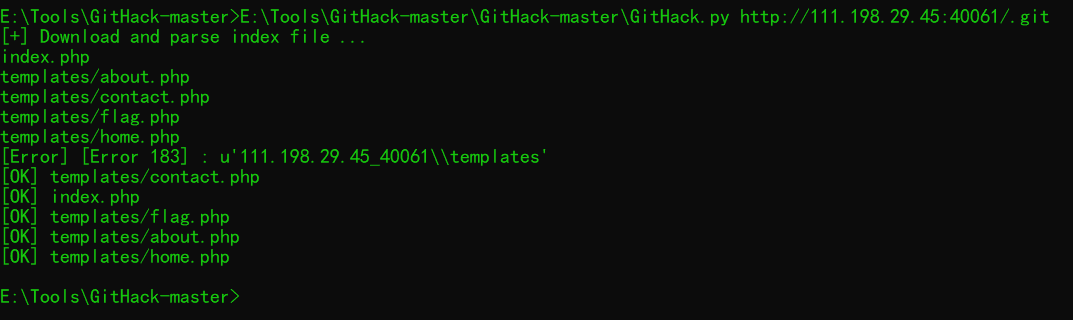 E:\Tools\GitHack-master>E:\Tools\GitHack-master\GitHack-master\GitHack.py http://111.198.29.45:40061/.git
[+] Download and parse index file ...
index.php
templates/about.php
templates/contact.php
templates/flag.php
templates/home.php
[Error] [Error 183] : u'111.198.29.45_40061\\templates'
[OK] templates/contact.php
[OK] index.php
[OK] templates/flag.php
[OK] templates/about.php
[OK] templates/home.php
E:\Tools\GitHack-master>